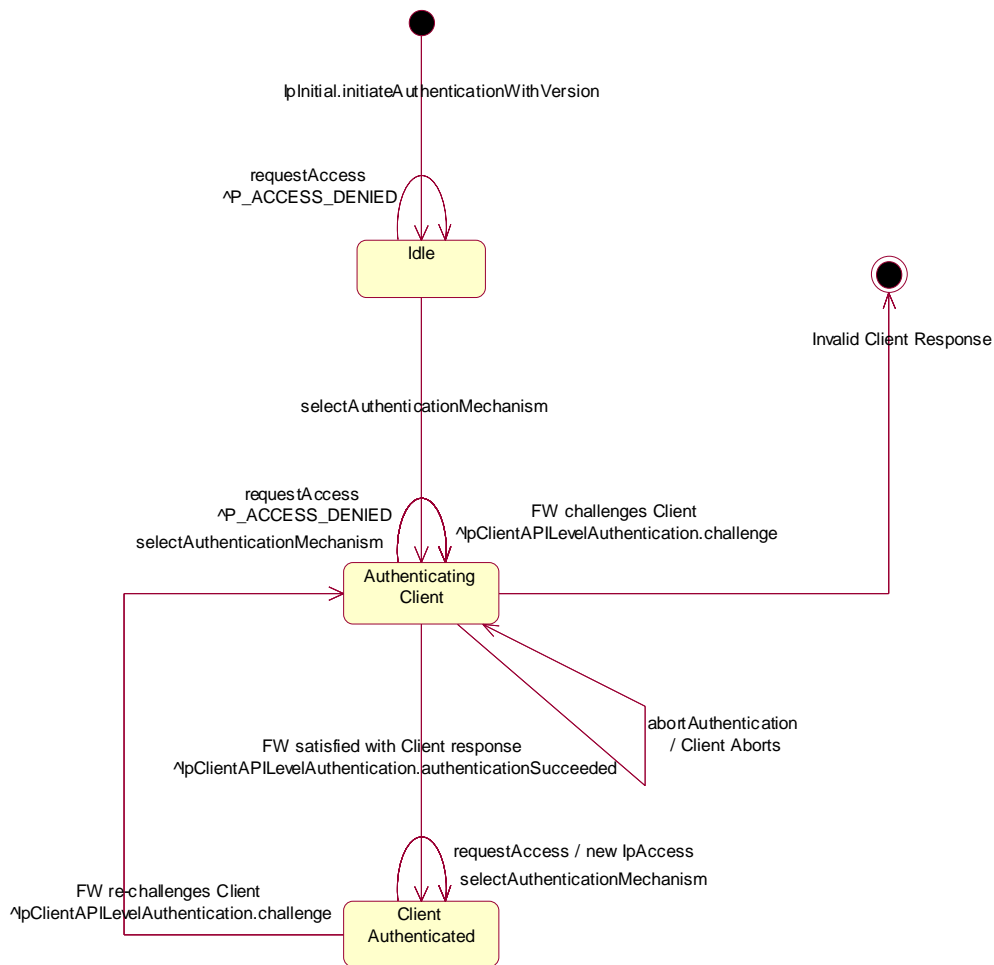 IpInitial.initiateAuthenticationWithVersion
requestAccess
^P_ACCESS_DENIED
Idle
Invalid Client Response
selectAuthenticationMechanism
requestAccess
^P_ACCESS_DENIED
selectAuthenticationMechanism
FW challenges Client
^IpClientAPILevelAuthentication.challenge
Authenticating
Client
abortAuthentication
/ Client Aborts
FW satisfied with Client response
^IpClientAPILevelAuthentication.authenticationSucceeded
requestAccess / new IpAccess
selectAuthenticationMechanism
FW re-challenges Client
^IpClientAPILevelAuthentication.challenge
Client
Authenticated